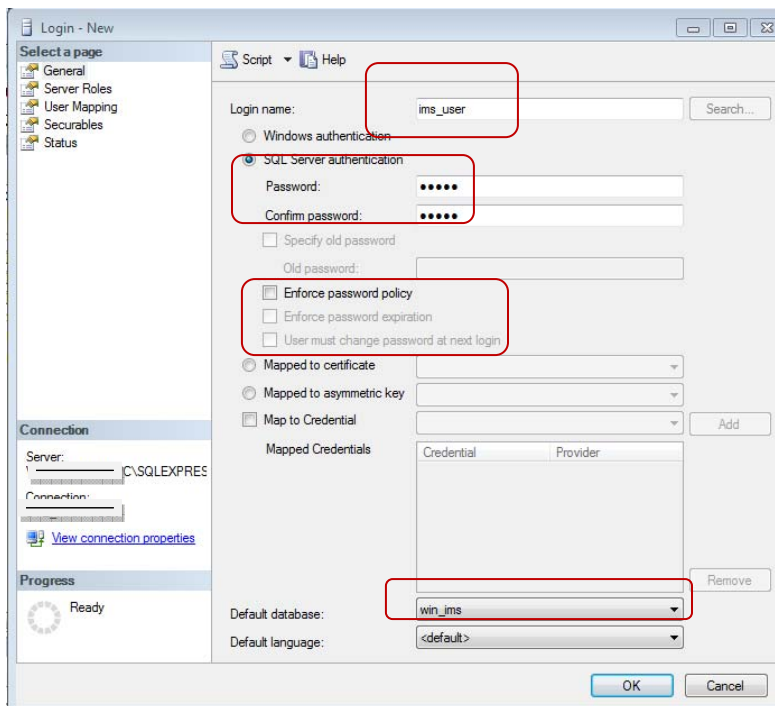 Login - New
Select a page
General
Server Roles
User Mapping
Securables
Status
Script Help
Login name: ims_user Search...
Windows authentication
SQL Server authentication
Password: •••••
Confirm password: •••••
Specify old password
Old password:
Enforce password policy
Enforce password expiration
User must change password at next login
Mapped to certificate
Mapped to asymmetric key
Map to Credential Add
Mapped Credentials Credential Provider
Remove
Default database: win_ims
Default language: <default>
Connection
Server:
C\SQLEXPRES
Connection:
View connection properties
Progress
Ready
OK Cancel